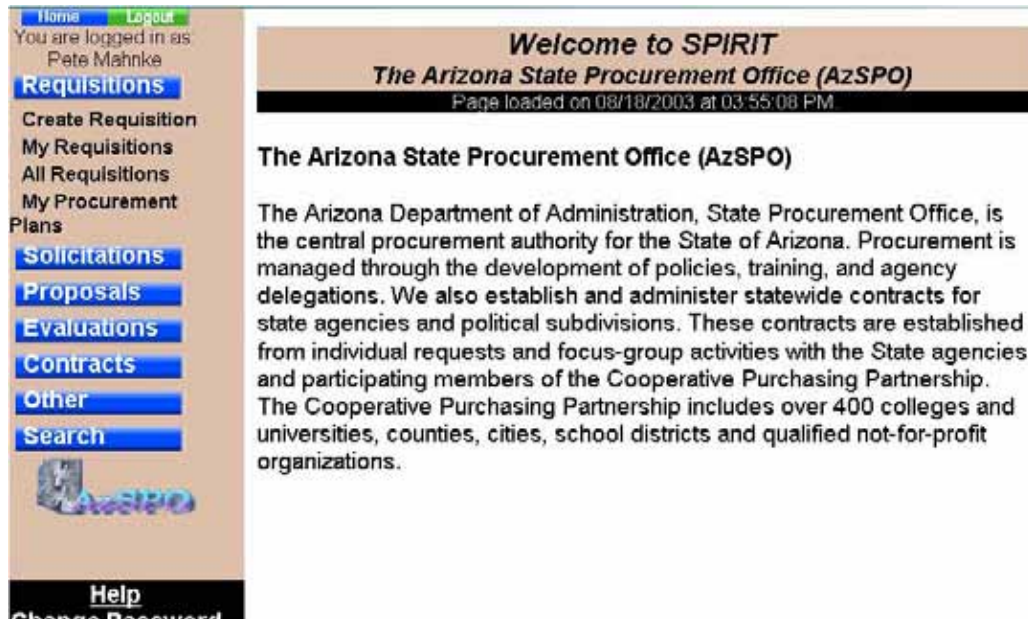 Home Logout
You are logged in as
Pete Mahnke
Requisitions
Create Requisition
My Requisitions
All Requisitions
My Procurement
Plans
Solicitations
Proposals
Evaluations
Contracts
Other
Search
AzSPO
Help
Change Password
Welcome to SPIRIT
The Arizona State Procurement Office (AzSPO)
Page loaded on 08/18/2003 at 03:55:08 PM.
The Arizona State Procurement Office (AzSPO)
The Arizona Department of Administration, State Procurement Office, is
the central procurement authority for the State of Arizona. Procurement is
managed through the development of policies, training, and agency
delegations. We also establish and administer statewide contracts for
state agencies and political subdivisions. These contracts are established
from individual requests and focus-group activities with the State agencies
and participating members of the Cooperative Purchasing Partnership.
The Cooperative Purchasing Partnership includes over 400 colleges and
universities, counties, cities, school districts and qualified not-for-profit
organizations.